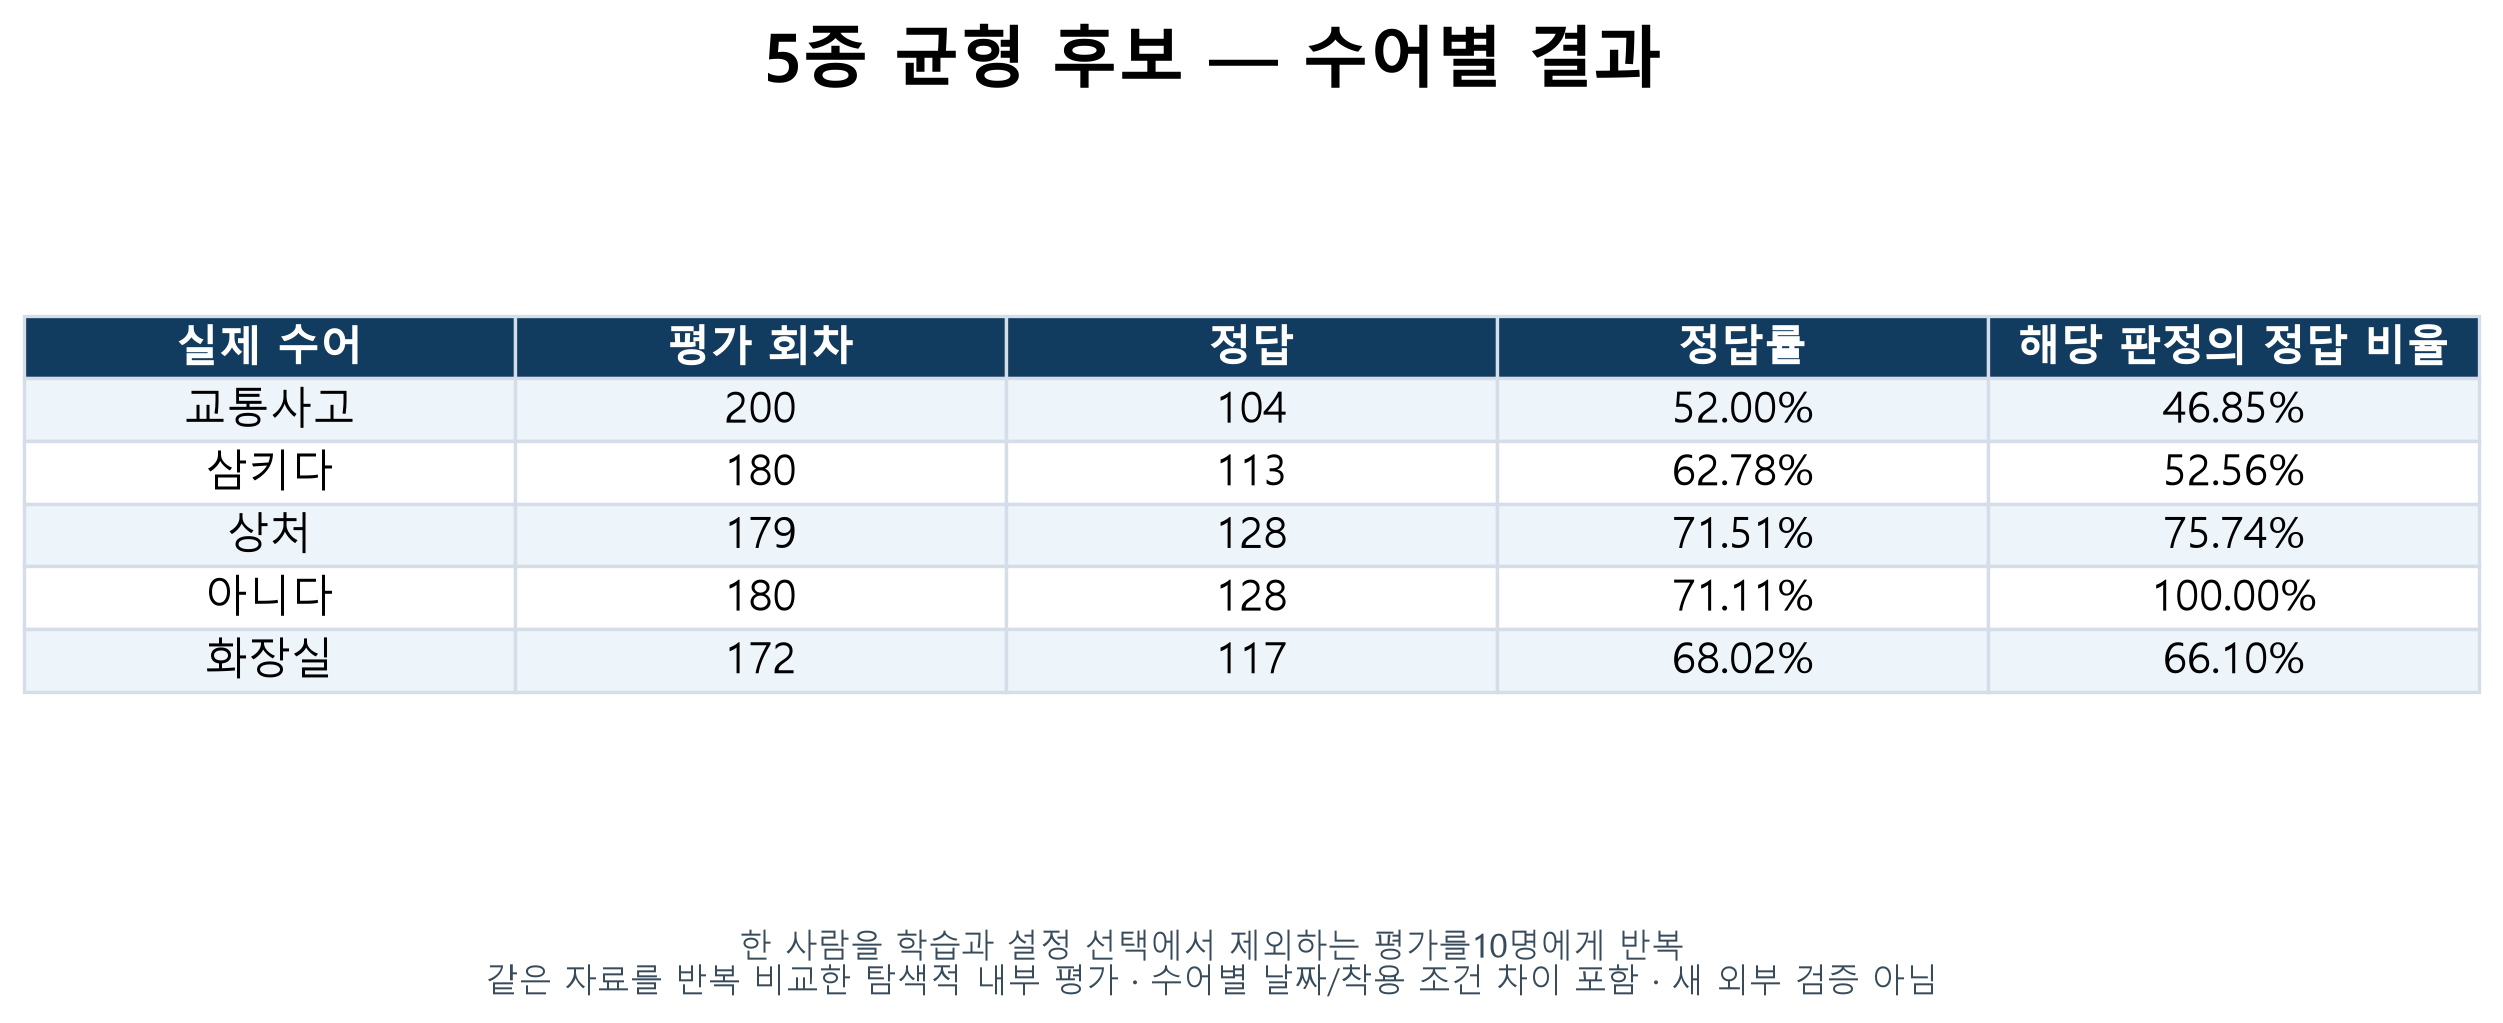 5종 균형 후보 — 수어별 결과
실제 수어 | 평가 횟수 | 정답 | 정답률 | 해당 판정의 정답 비율
교통사고 | 200 | 104 | 52.00% | 46.85%
삼키다 | 180 | 113 | 62.78% | 52.56%
상처 | 179 | 128 | 71.51% | 75.74%
아니다 | 180 | 128 | 71.11% | 100.00%
화장실 | 172 | 117 | 68.02% | 66.10%
한 사람을 학습과 설정 선택에서 제외하는 평가를 10명에게 반복
같은 자료를 반복 비교한 탐색 내부 평가 · 수어별 날짜/촬영 차이 포함 · 새 외부 검증 아님